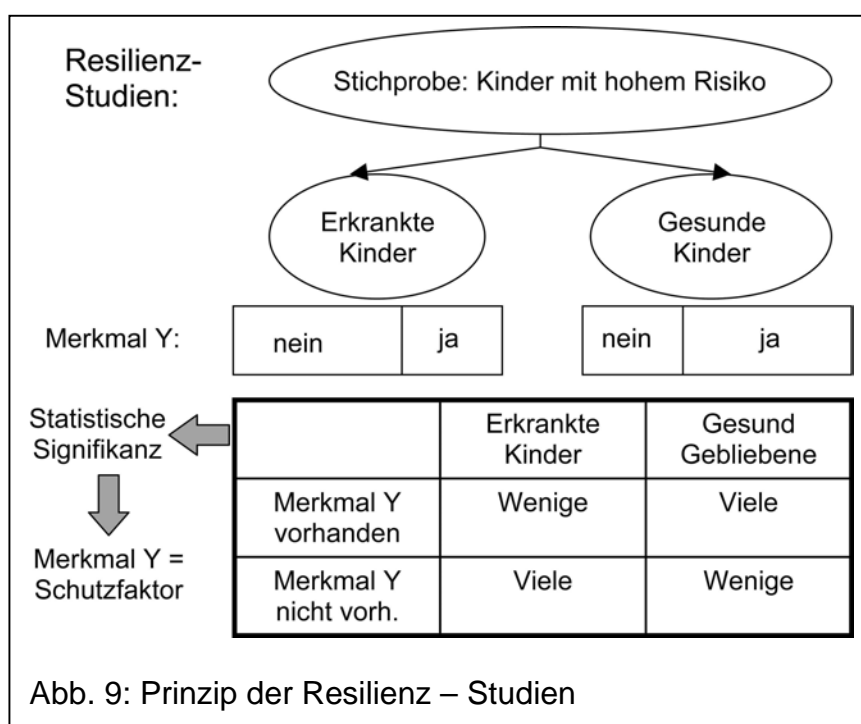 Resilienz-
Studien:
Stichprobe: Kinder mit hohem Risiko
Erkrankte
Kinder
Gesunde
Kinder
Merkmal Y:
nein
ja
nein
ja
Statistische
Signifikanz
Merkmal Y =
Schutzfaktor
Erkrankte
Kinder
Gesund
Gebliebene
Merkmal Y
vorhanden
Wenige
Viele
Merkmal Y
nicht vorh.
Viele
Wenige
Abb. 9: Prinzip der Resilienz – Studien